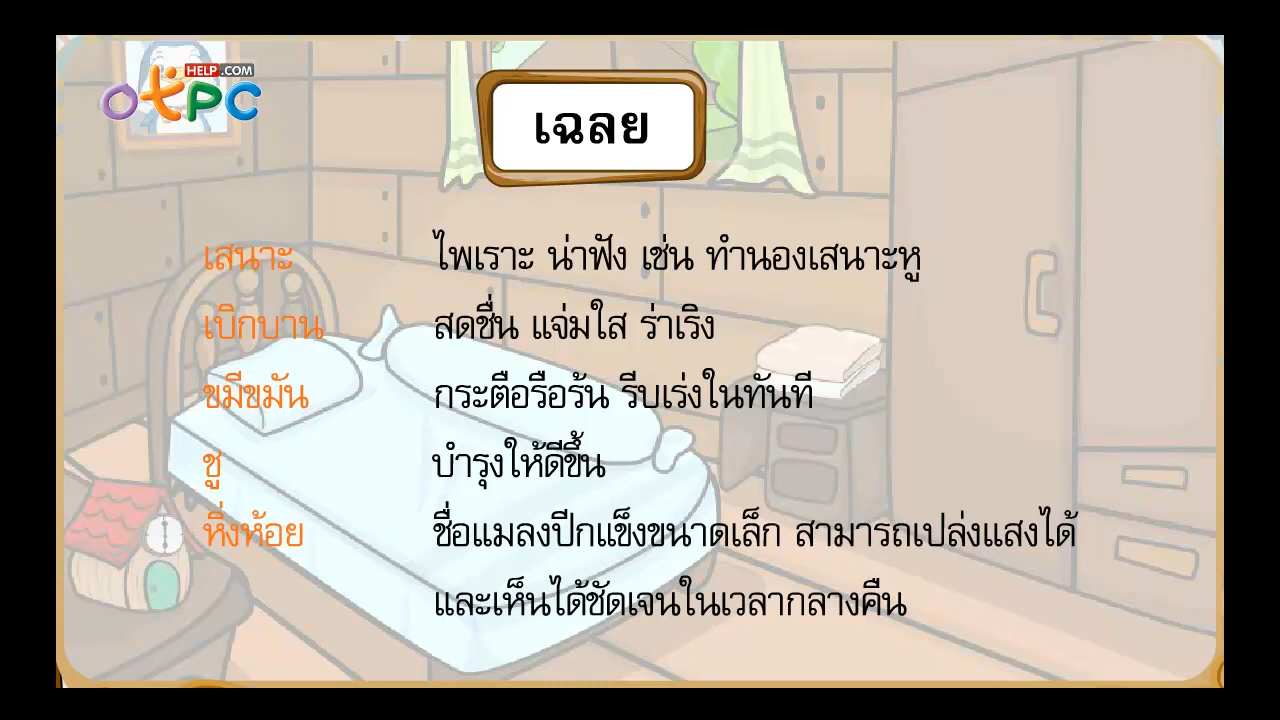 otpc HELP.COM
เฉลย
เสนาะ ไพเราะ น่าฟัง เช่น ทำนองเสนาะหู
เบิกบาน สดชื่น แจ่มใส ร่าเริง
ขมีขมัน กระตือรือร้น รีบเร่งในทันที
ชู บำรุงให้ดีขึ้น
หิ่งห้อย ชื่อแมลงปีกแข็งขนาดเล็ก สามารถเปล่งแสงได้
และเห็นได้ชัดเจนในเวลากลางคืน